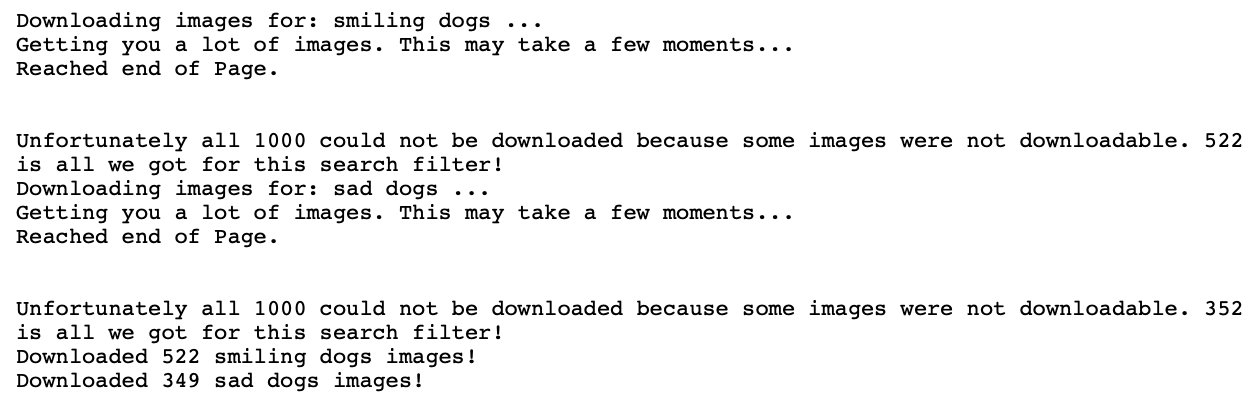 Downloading images for: smiling dogs ...
Getting you a lot of images. This may take a few moments...
Reached end of Page.
Unfortunately all 1000 could not be downloaded because some images were not downloadable. 522
is all we got for this search filter!
Downloading images for: sad dogs ...
Getting you a lot of images. This may take a few moments...
Reached end of Page.
Unfortunately all 1000 could not be downloaded because some images were not downloadable. 352
is all we got for this search filter!
Downloaded 522 smiling dogs images!
Downloaded 349 sad dogs images!